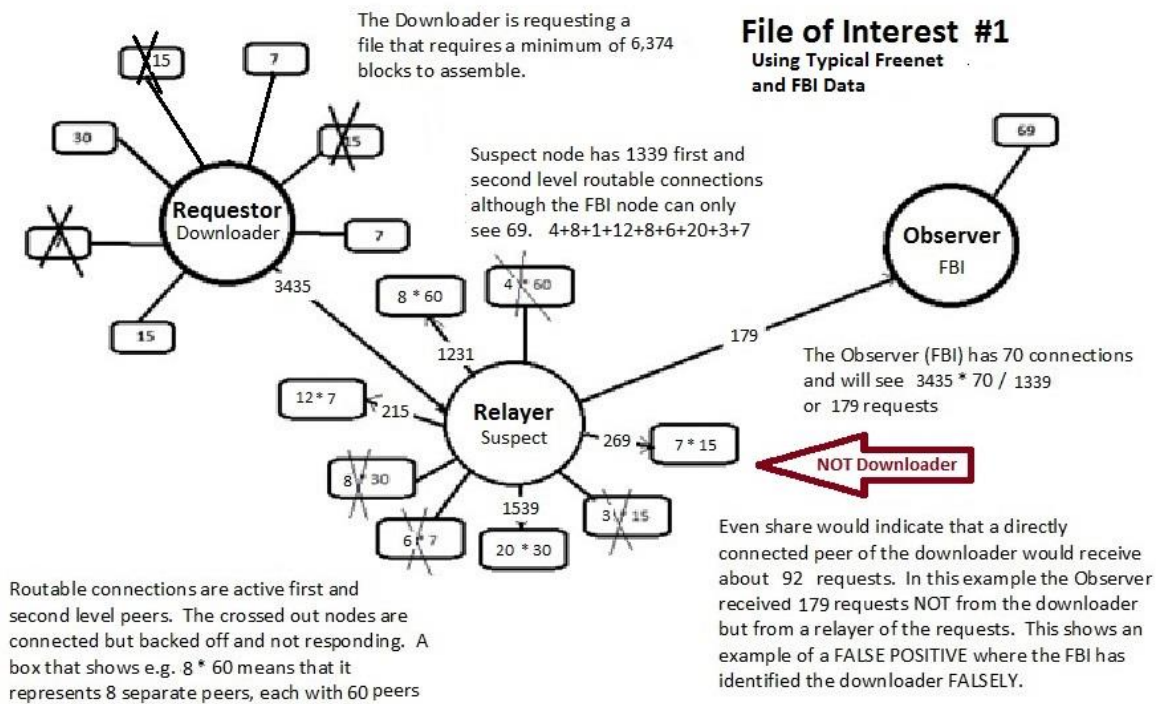 The Downloader is requesting a
file that requires a minimum of 6,374
blocks to assemble.
File of Interest #1
Using Typical Freenet .
and FBI Data
15
7
30
15
69
Suspect node has 1339 first and
second level routable connections
although the FBI node can only
see 69. 4+8+1+12+8+6+20+3+7
Requestor
Downloader
7
Observer
FBI
15
3435
8 * 60
4 * 60
1231
179
The Observer (FBI) has 70 connections
and will see 3435 * 70 / 1339
or 179 requests
12 * 7
215
Relayer
Suspect
269
7 * 15
NOT Downloader
8 * 30
1539
3 * 15
6 * 7
20 * 30
Even share would indicate that a directly
connected peer of the downloader would receive
about 92 requests. In this example the Observer
received 179 requests NOT from the downloader
but from a relayer of the requests. This shows an
example of a FALSE POSITIVE where the FBI has
identified the downloader FALSELY.
Routable connections are active first and
second level peers. The crossed out nodes are
connected but backed off and not responding. A
box that shows e.g. 8 * 60 means that it
represents 8 separate peers, each with 60 peers